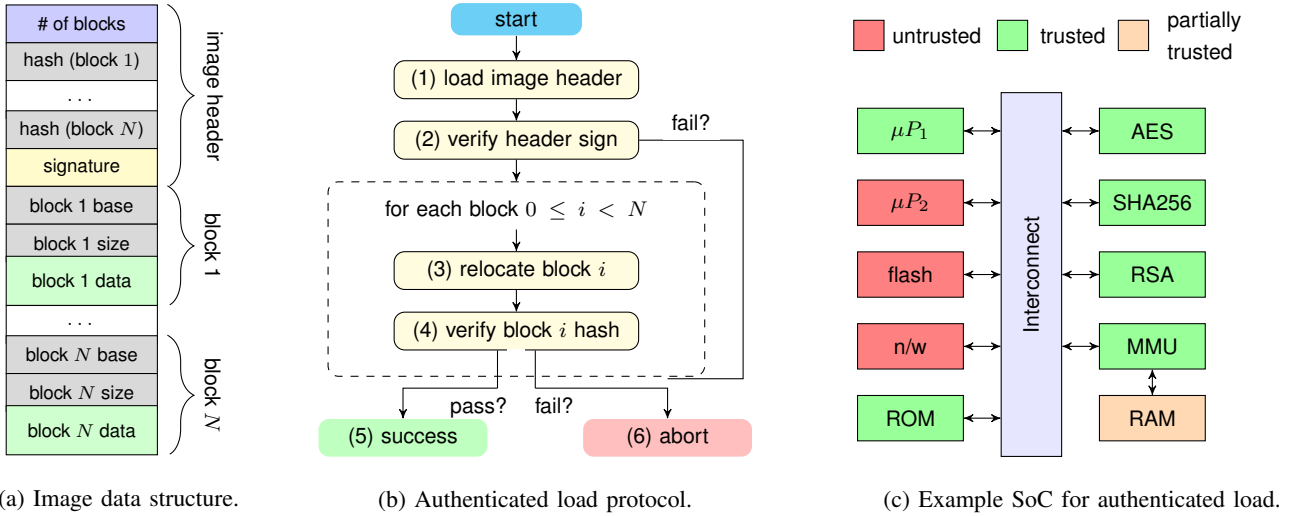 # of blocks
hash (block 1)
. . .
hash (block N)
signature
block 1 base
block 1 size
block 1 data
. . .
block N base
block N size
block N data
image header
block 1
block N
(a) Image data structure.
start
(1) load image header
(2) verify header sign
fail?
for each block 0 ≤ i < N
(3) relocate block i
(4) verify block i hash
pass?
fail?
(5) success
(6) abort
(b) Authenticated load protocol.
untrusted
trusted
partially
trusted
μP₁
μP₂
flash
n/w
ROM
Interconnect
AES
SHA256
RSA
MMU
RAM
(c) Example SoC for authenticated load.